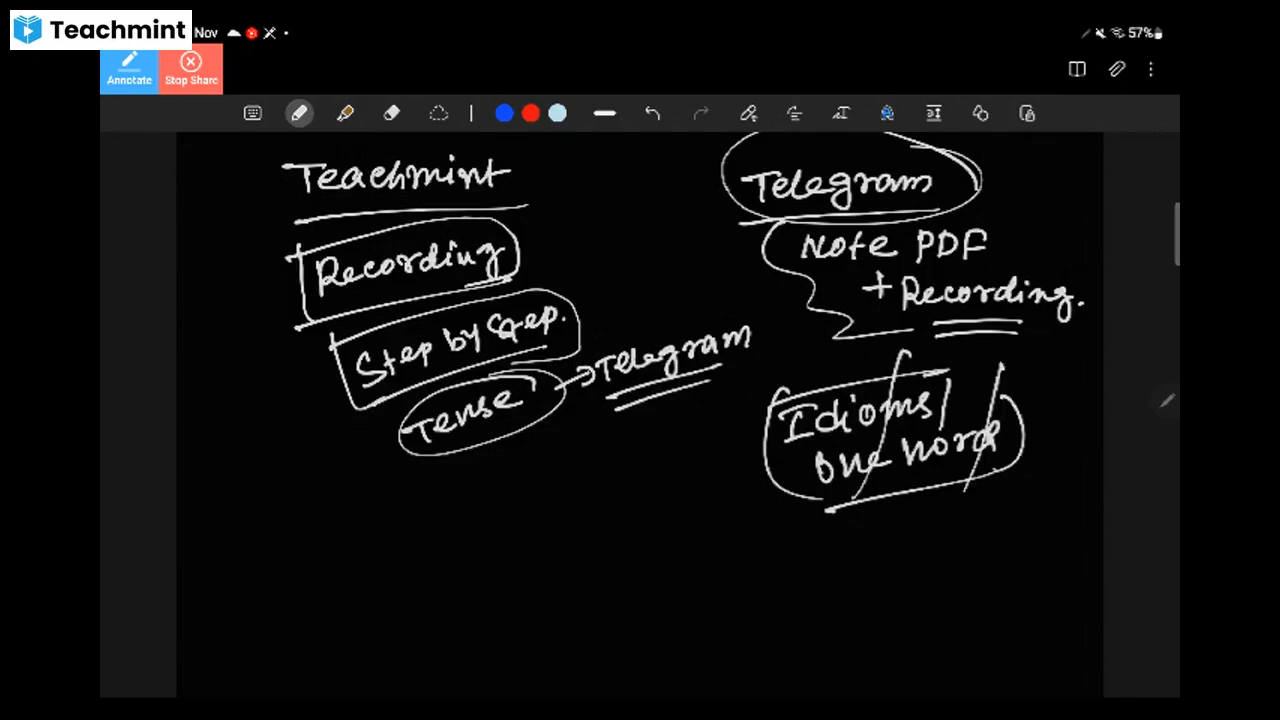 Teachmint
Nov
57%
Annotate
Stop Share
Teachmint
Recording
Step by Step.
Tense
Telegram
Telegram
Note PDF
+ Recording.
Idioms/
one word